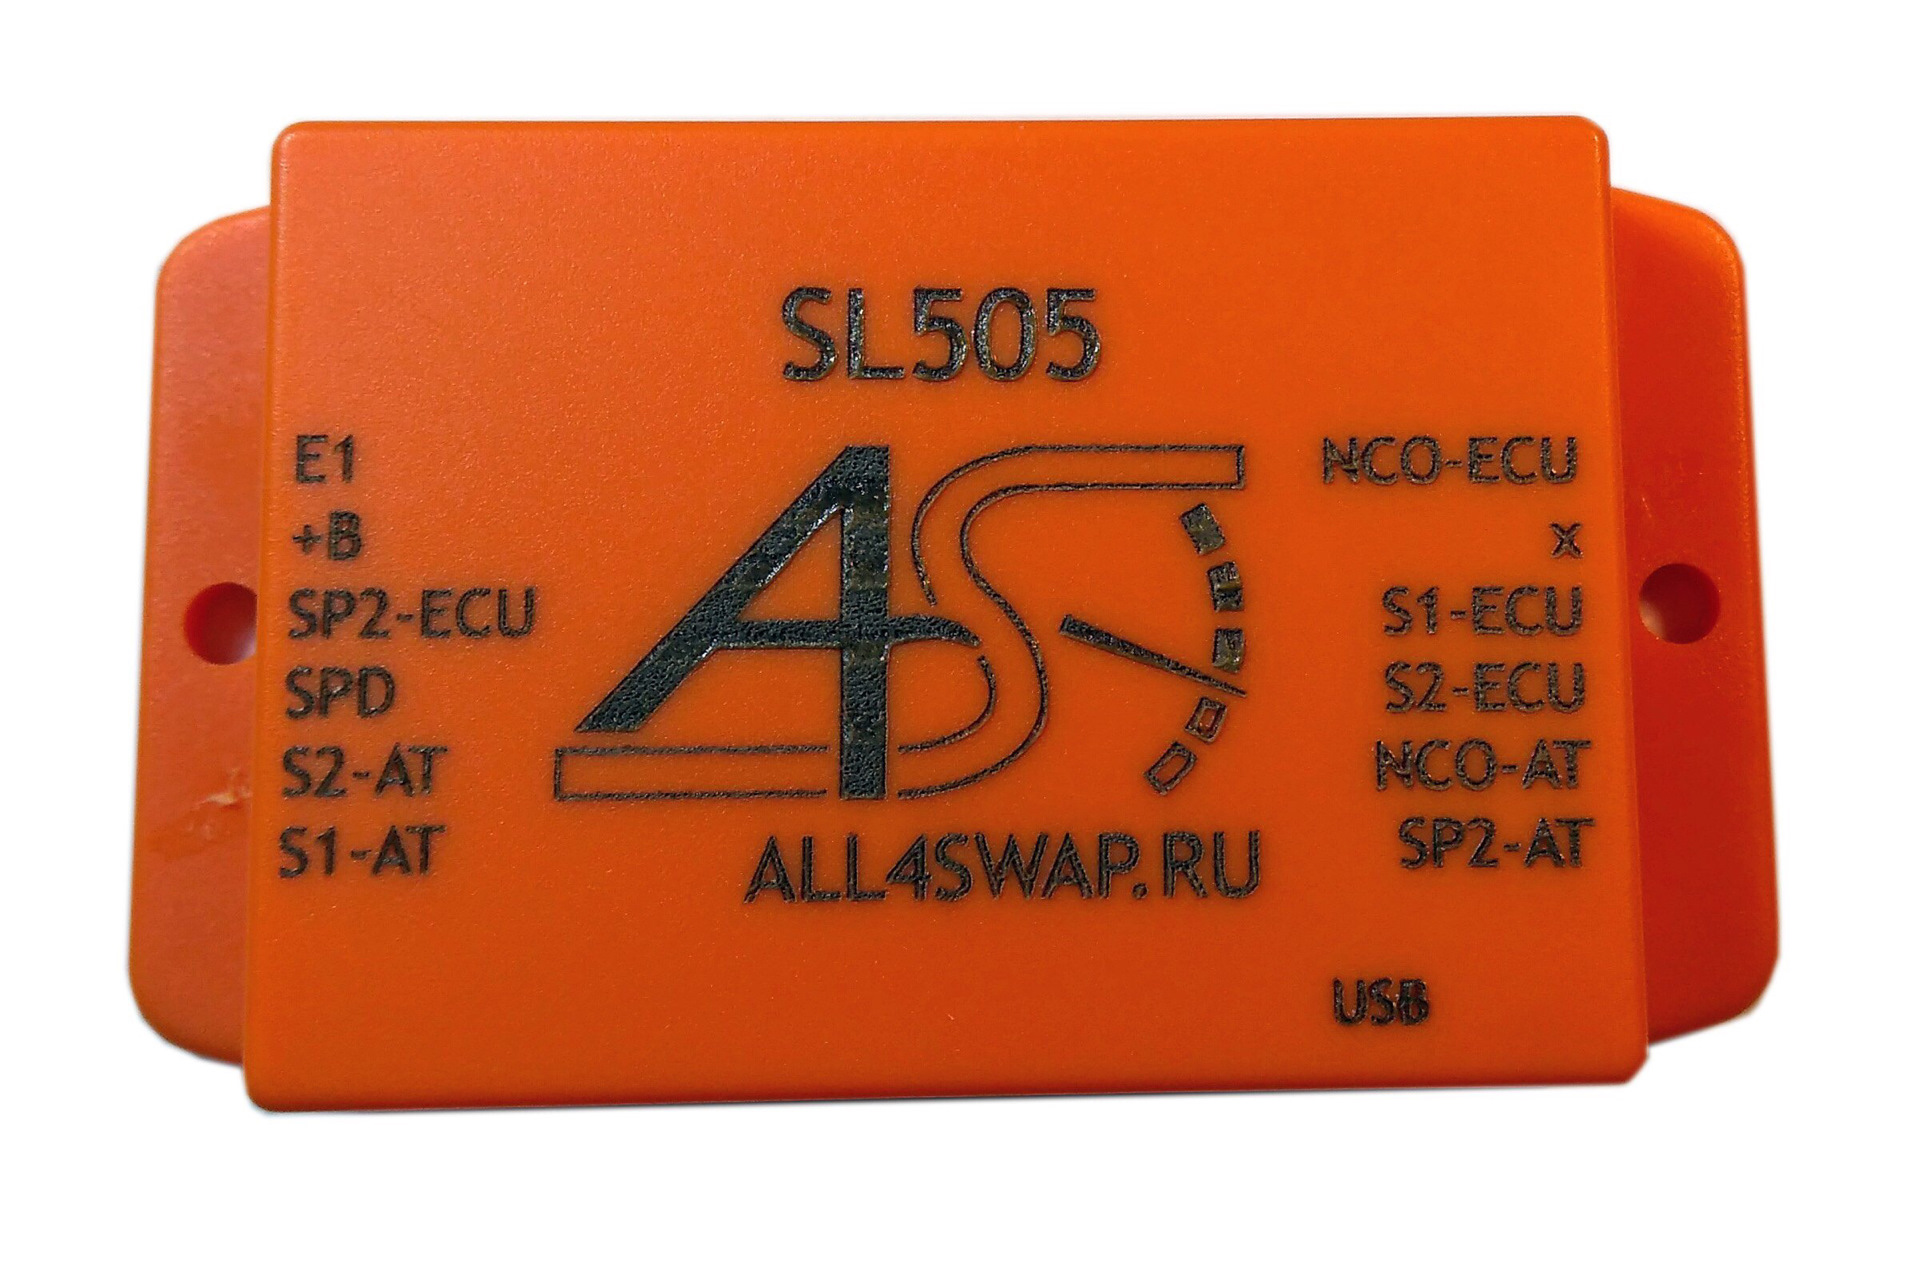 SL505
E1
+B
SP2-ECU
SPD
S2-AT
S1-AT
A4S
ALL4SWAP.RU
NCO-ECU
x
S1-ECU
S2-ECU
NCO-AT
SP2-AT
USB